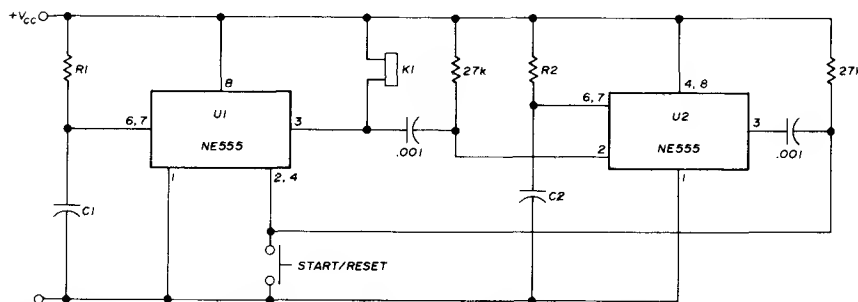 +VCC
R1
8
K1
27k
R2
4, 8
27k
6, 7
U1
NE555
3
.001
6, 7
2
U2
NE555
3
.001
1
2, 4
1
C1
C2
START/RESET